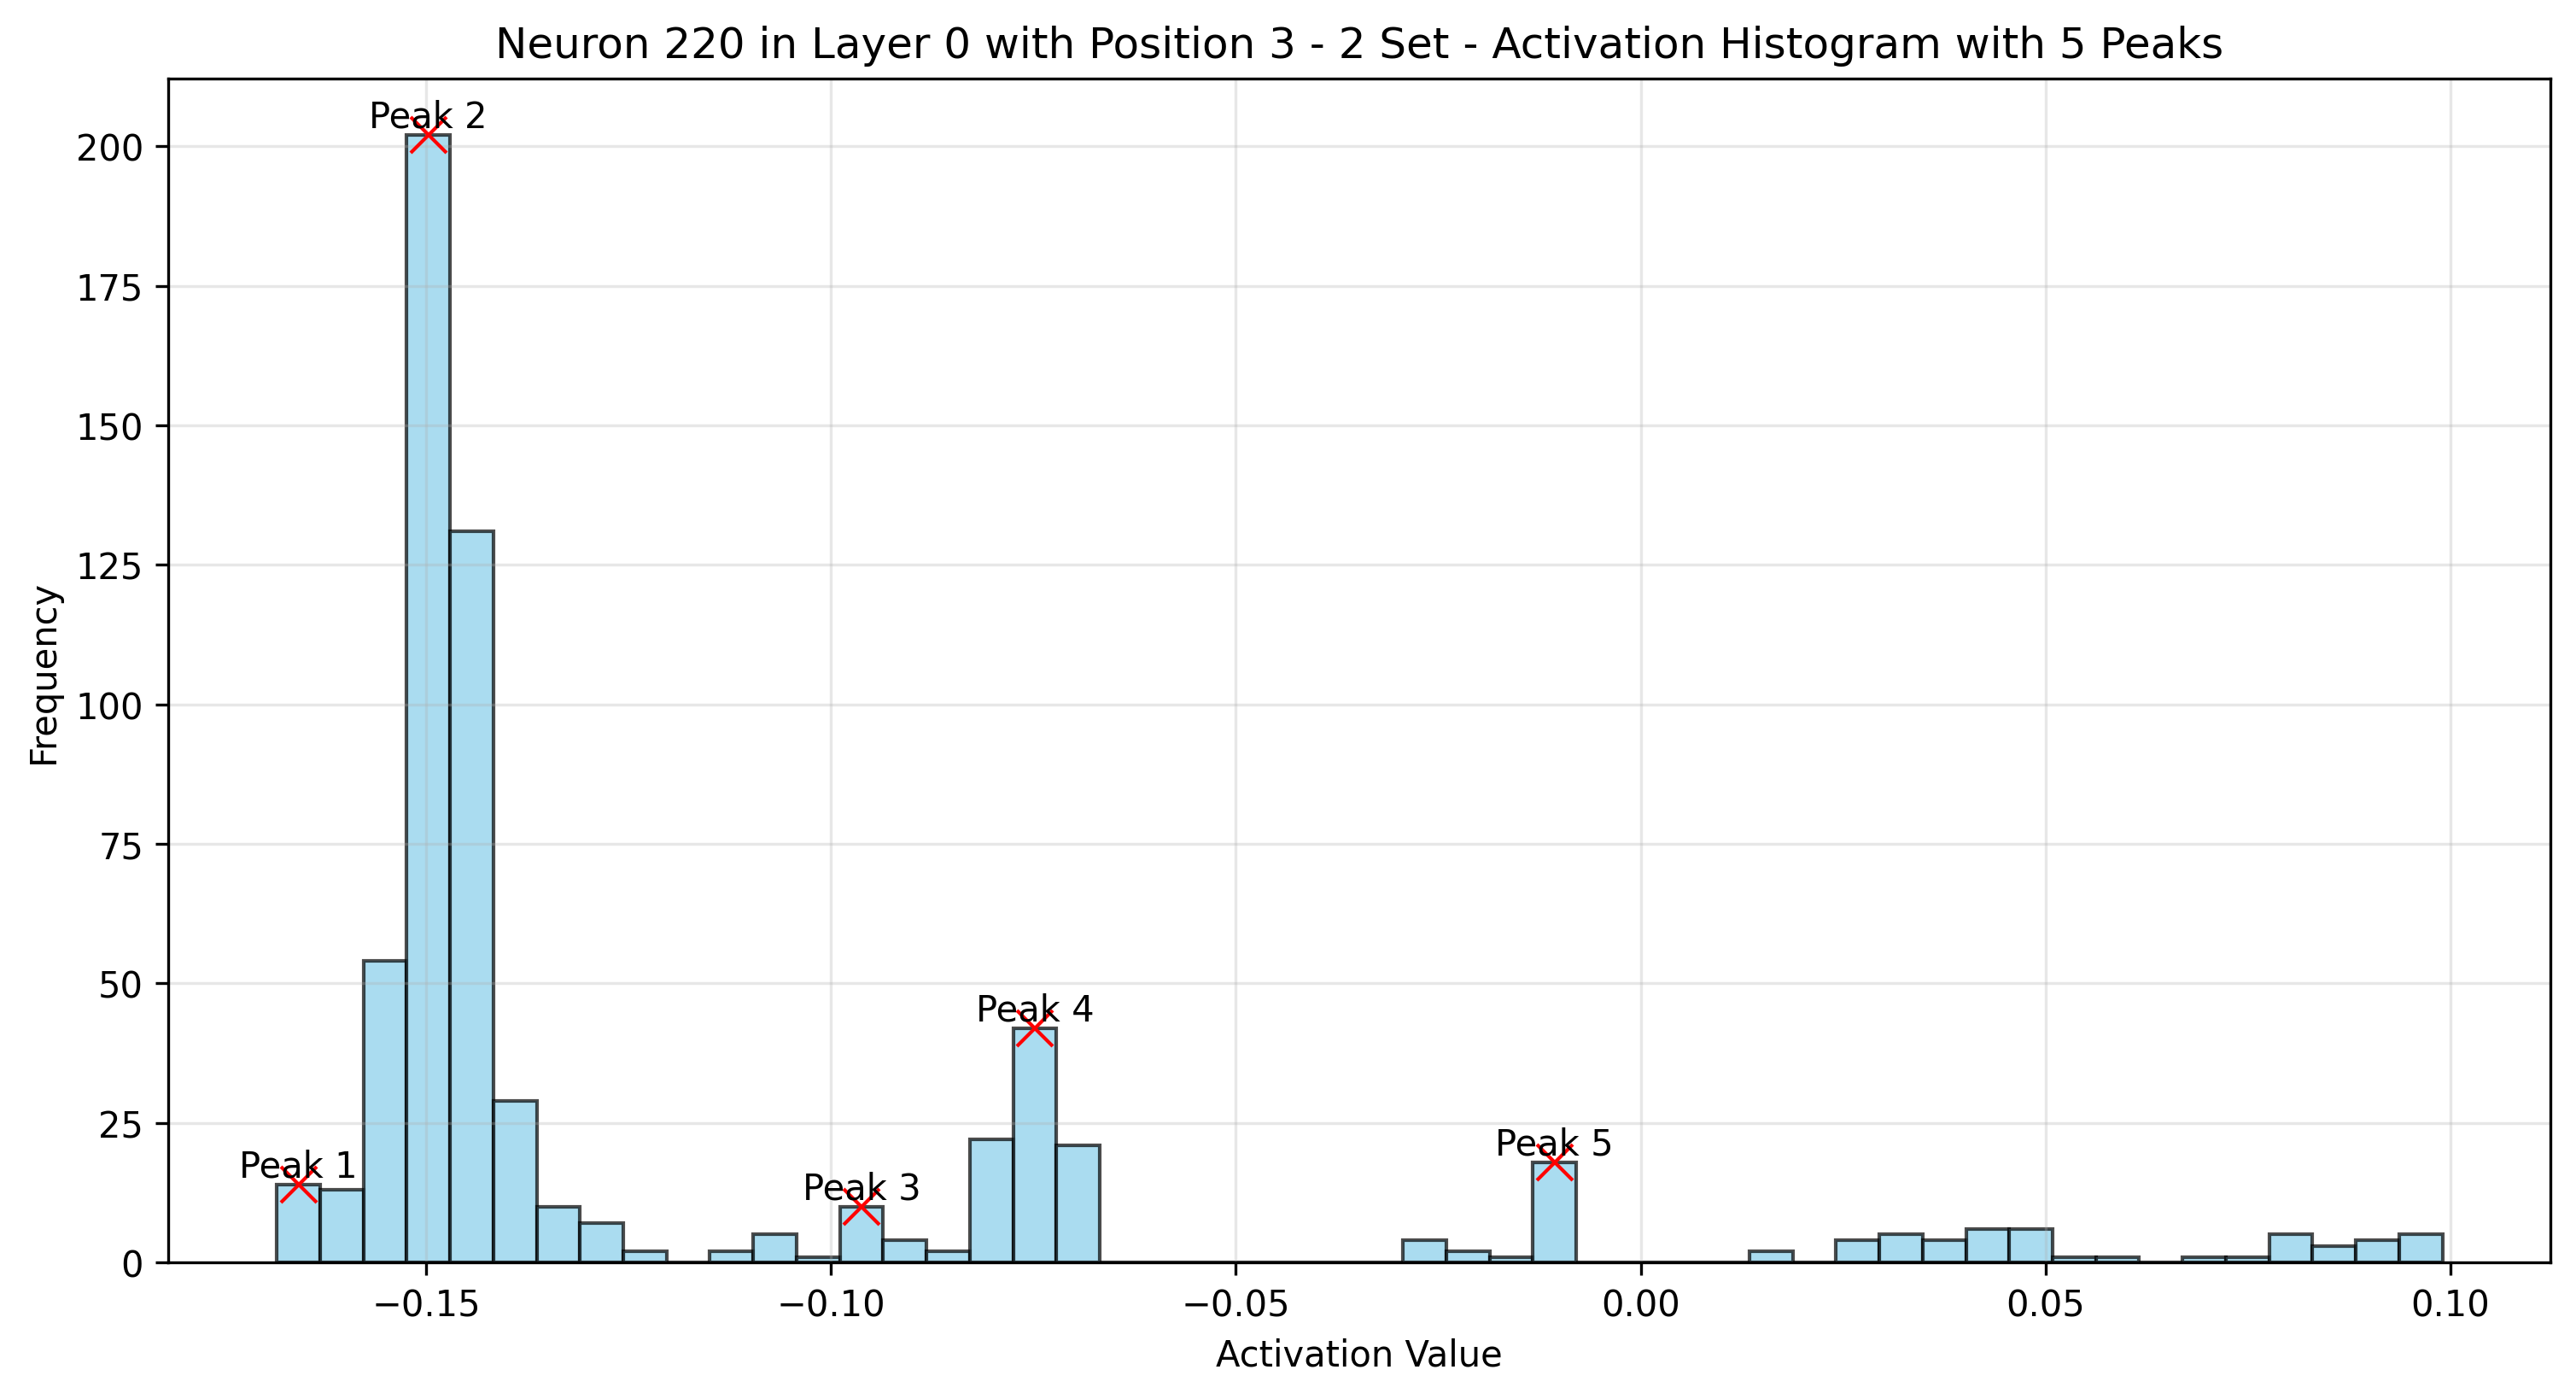 Neuron 220 in Layer 0 with Position 3 - 2 Set - Activation Histogram with 5 Peaks
Peak 2
200
175
150
125
100
75
50
25
0
Frequency
Peak 4
Peak 1
Peak 3
Peak 5
−0.15
−0.10
−0.05
0.00
0.05
0.10
Activation Value